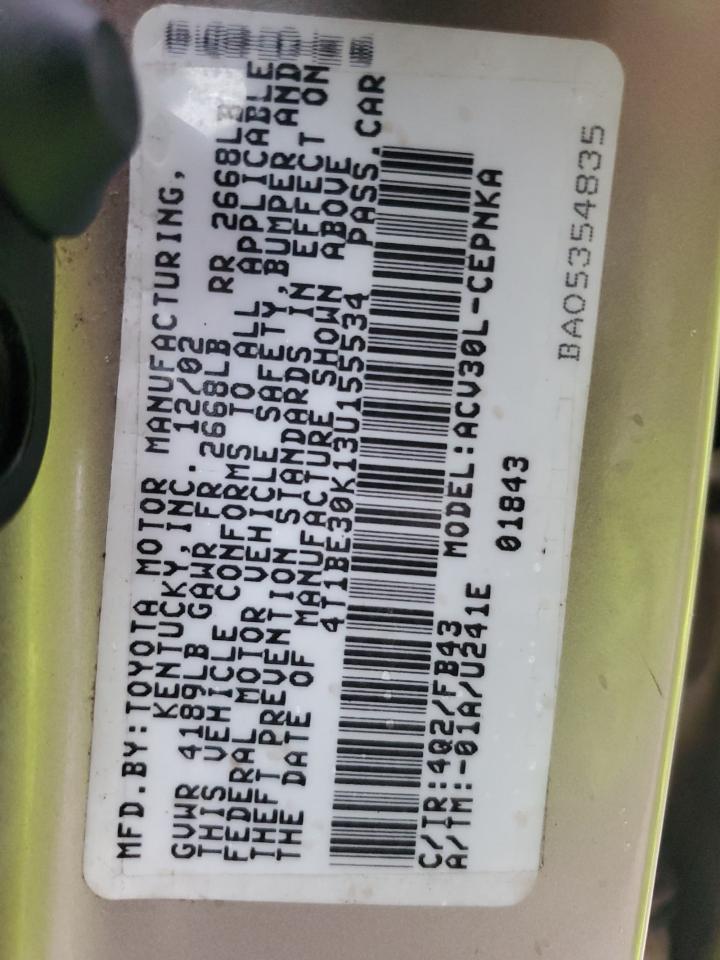 MFD.BY:TOYOTA MOTOR MANUFACTURING,
KENTUCKY,INC. 12/02
GVWR 4189LB GAWR FR 2668LB RR 2668LB
THIS VEHICLE CONFORMS TO ALL APPLICABLE
FEDERAL MOTOR VEHICLE SAFETY,BUMPER AND
THEFT PREVENTION STANDARDS IN EFFECT ON
THE DATE OF MANUFACTURE SHOWN ABOVE
4T1BE30K13U155534 PASS.CAR
C/TR:4Q2/FB43 MODEL:ACV30L-CEPNKA
A/TM:-01A/U241E 01843
BA05354835